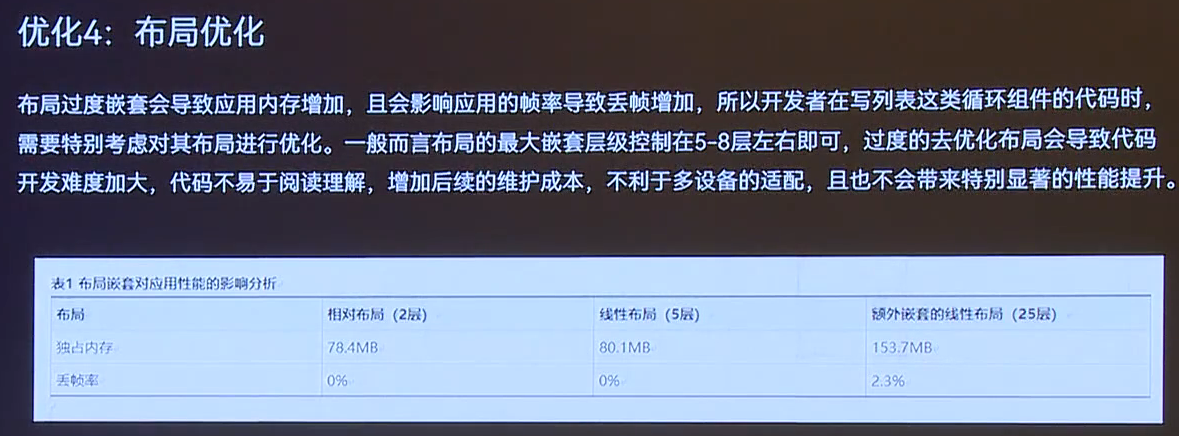 优化4：布局优化
布局过度嵌套会导致应用内存增加，且会影响应用的帧率导致丢帧增加，所以开发者在写列表这类循环组件的代码时，
需要特别考虑对其布局进行优化。一般而言布局的最大嵌套层级控制在5-8层左右即可，过度的去优化布局会导致代码
开发难度加大，代码不易于阅读理解，增加后续的维护成本，不利于多设备的适配，且也不会带来特别显著的性能提升。
表1 布局嵌套对应用性能的影响分析
布局 相对布局（2层） 线性布局（5层） 额外嵌套的线性布局（25层）
独占内存 78.4MB 80.1MB 153.7MB
丢帧率 0% 0% 2.3%